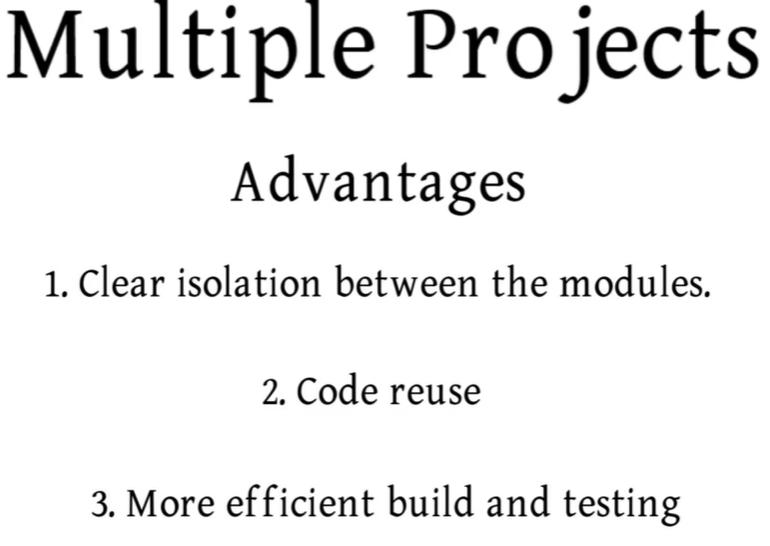 Multiple Projects
Advantages
1. Clear isolation between the modules.
2. Code reuse
3. More efficient build and testing